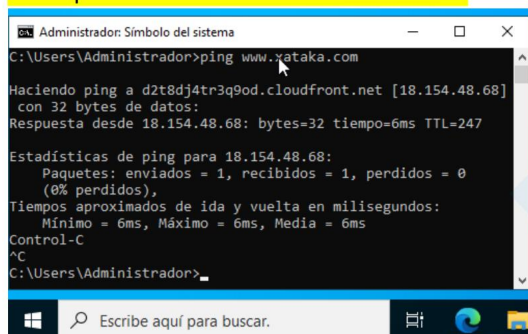 Administrador: Símbolo del sistema
C:\Users\Administrador>ping www.xataka.com
Haciendo ping a d2t8dj4tr3q9od.cloudfront.net [18.154.48.68]
con 32 bytes de datos:
Respuesta desde 18.154.48.68: bytes=32 tiempo=6ms TTL=247
Estadísticas de ping para 18.154.48.68:
Paquetes: enviados = 1, recibidos = 1, perdidos = 0
(0% perdidos),
Tiempos aproximados de ida y vuelta en milisegundos:
Mínimo = 6ms, Máximo = 6ms, Media = 6ms
Control-C
^C
C:\Users\Administrador>
Escribe aquí para buscar.